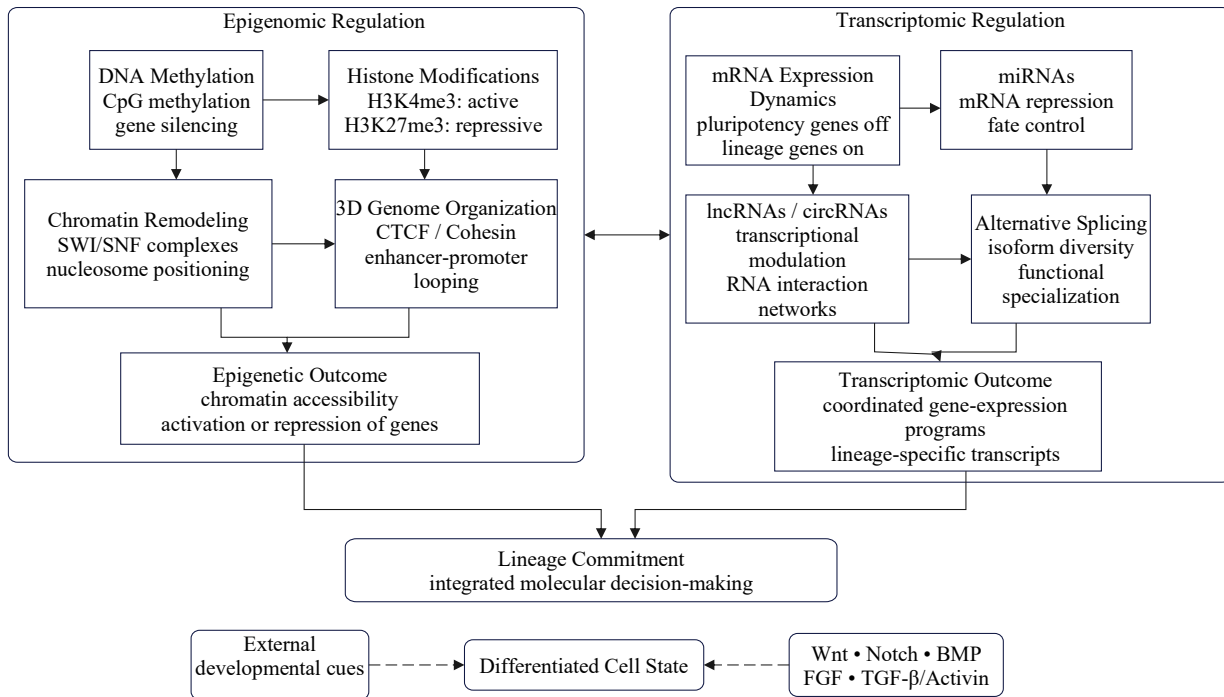 Epigenomic Regulation
DNA Methylation
CpG methylation
gene silencing
Histone Modifications
H3K4me3: active
H3K27me3: repressive
Chromatin Remodeling
SWI/SNF complexes
nucleosome positioning
3D Genome Organization
CTCF / Cohesin
enhancer-promoter
looping
Epigenetic Outcome
chromatin accessibility
activation or repression of genes
Transcriptomic Regulation
mRNA Expression
Dynamics
pluripotency genes off
lineage genes on
miRNAs
mRNA repression
fate control
lncRNAs / circRNAs
transcriptional
modulation
RNA interaction
networks
Alternative Splicing
isoform diversity
functional
specialization
Transcriptomic Outcome
coordinated gene-expression
programs
lineage-specific transcripts
Lineage Commitment
integrated molecular decision-making
External
developmental cues
Differentiated Cell State
Wnt • Notch • BMP
FGF • TGF-β/Activin